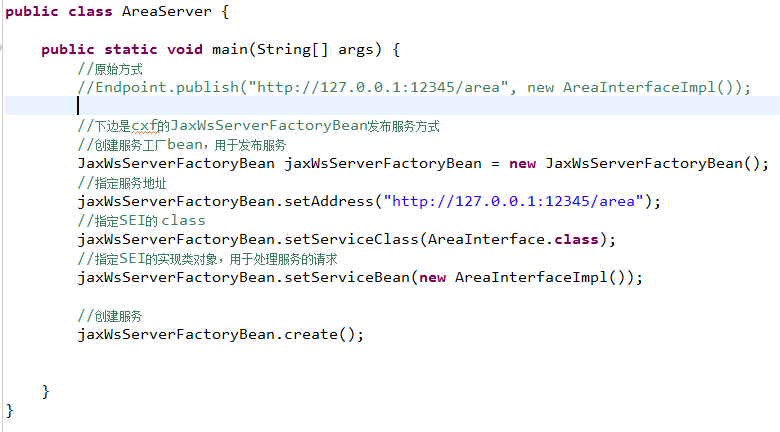 public class AreaServer {
public static void main(String[] args) {
//原始方式
//Endpoint.publish("http://127.0.0.1:12345/area", new AreaInterfaceImpl());
//下边是cxf的JaxWsServerFactoryBean发布服务方式
//创建服务工厂bean，用于发布服务
JaxWsServerFactoryBean jaxWsServerFactoryBean = new JaxWsServerFactoryBean();
//指定服务地址
jaxWsServerFactoryBean.setAddress("http://127.0.0.1:12345/area");
//指定SEI的 class
jaxWsServerFactoryBean.setServiceClass(AreaInterface.class);
//指定SEI的实现类对象，用于处理服务的请求
jaxWsServerFactoryBean.setServiceBean(new AreaInterfaceImpl());
//创建服务
jaxWsServerFactoryBean.create();
}
}